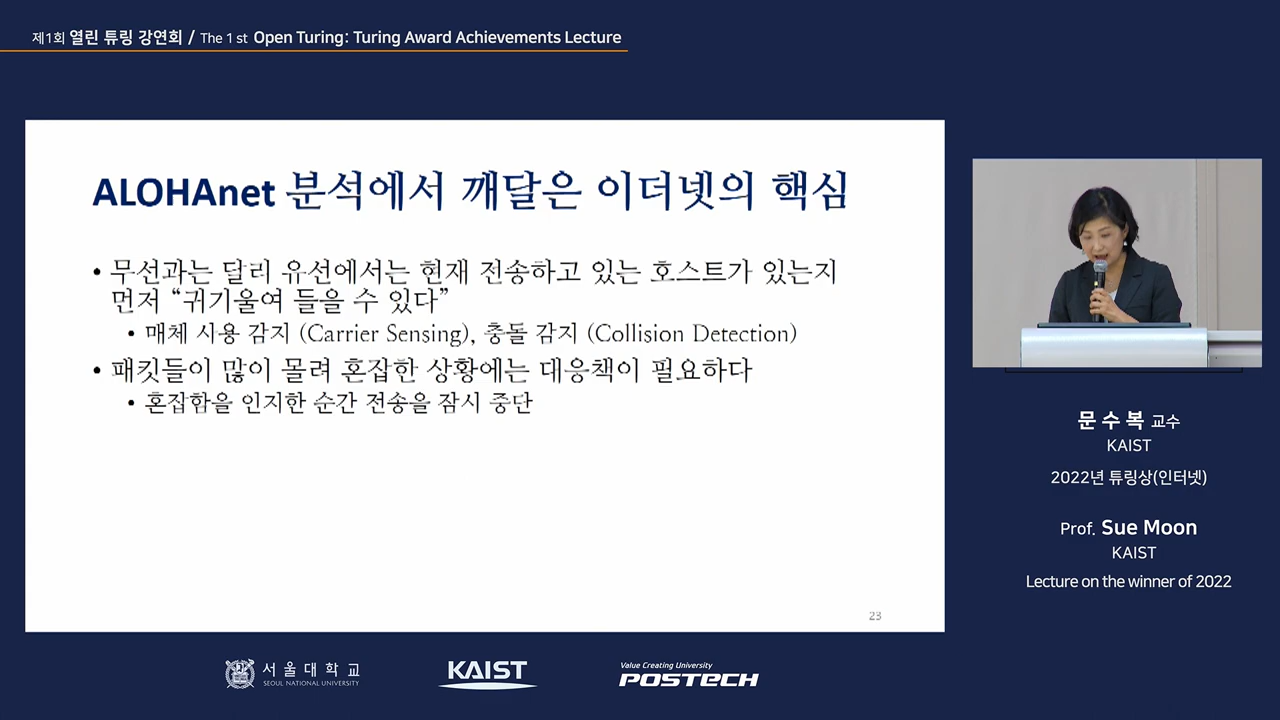 제1회 열린 튜링 강연회 / The 1 st Open Turing: Turing Award Achievements Lecture
ALOHAnet 분석에서 깨달은 이더넷의 핵심
• 무선과는 달리 유선에서는 현재 전송하고 있는 호스트가 있는지
먼저 “귀기울여 들을 수 있다”
• 매체 사용 감지 (Carrier Sensing), 충돌 감지 (Collision Detection)
• 패킷들이 많이 몰려 혼잡한 상황에는 대응책이 필요하다
• 혼잡함을 인지한 순간 전송을 잠시 중단
23
문수복 교수
KAIST
2022년 튜링상(인터넷)
Prof. Sue Moon
KAIST
Lecture on the winner of 2022
서울대학교
SEOUL NATIONAL UNIVERSITY
KAIST
Value Creating University
POSTECH